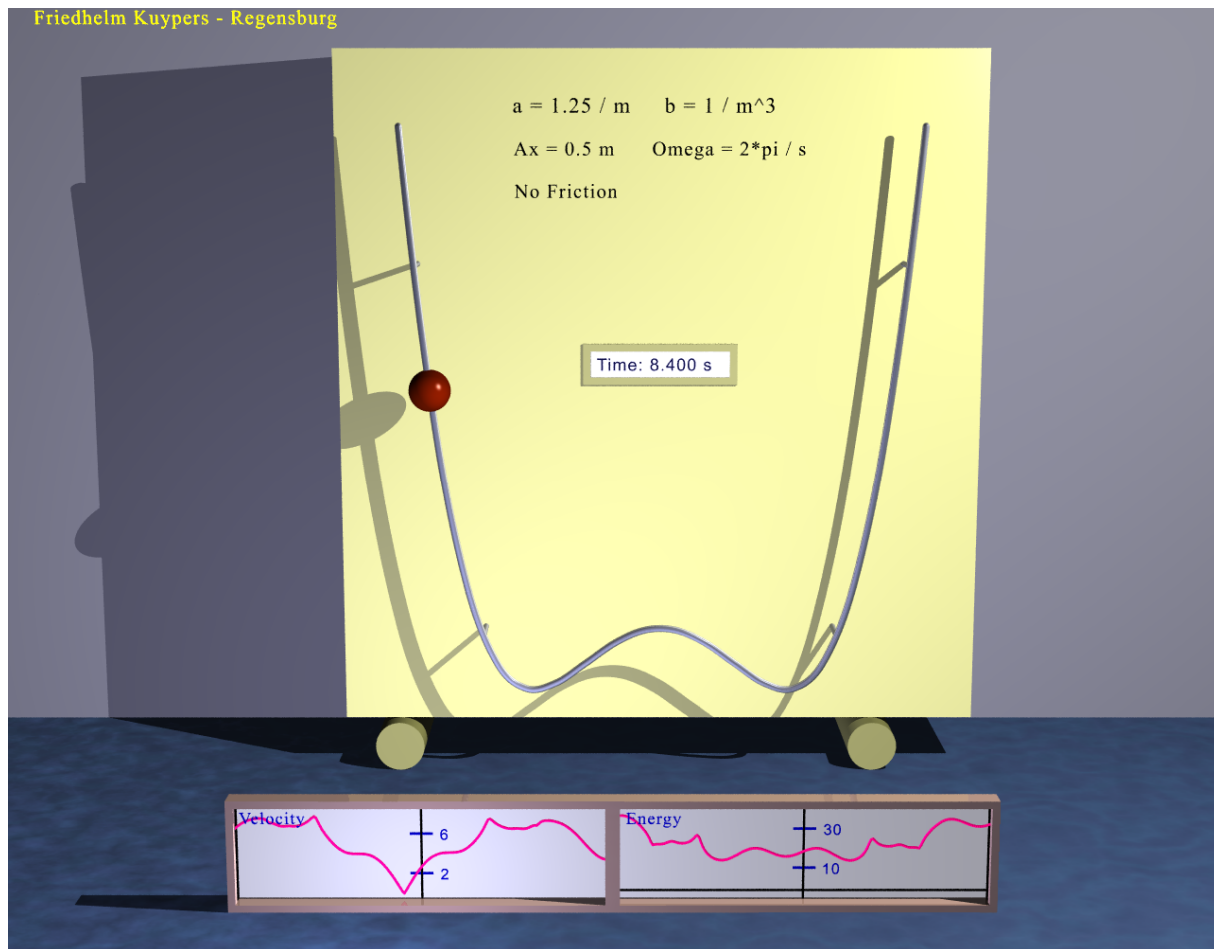 Friedhelm Kuypers - Regensburg
a = 1.25 / m b = 1 / m^3
Ax = 0.5 m Omega = 2*pi / s
No Friction
Time: 8.400 s
Velocity
6
2
Energy
30
10